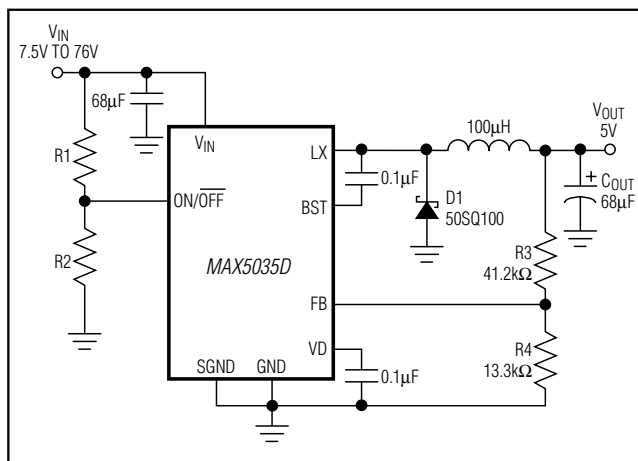 VIN
7.5V TO 76V
68µF
R1
R2
VIN
ON/OFF
MAX5035D
SGND
GND
LX
BST
FB
VD
0.1µF
0.1µF
D1
50SQ100
100µH
VOUT
5V
+
COUT
68µF
R3
41.2kΩ
R4
13.3kΩ